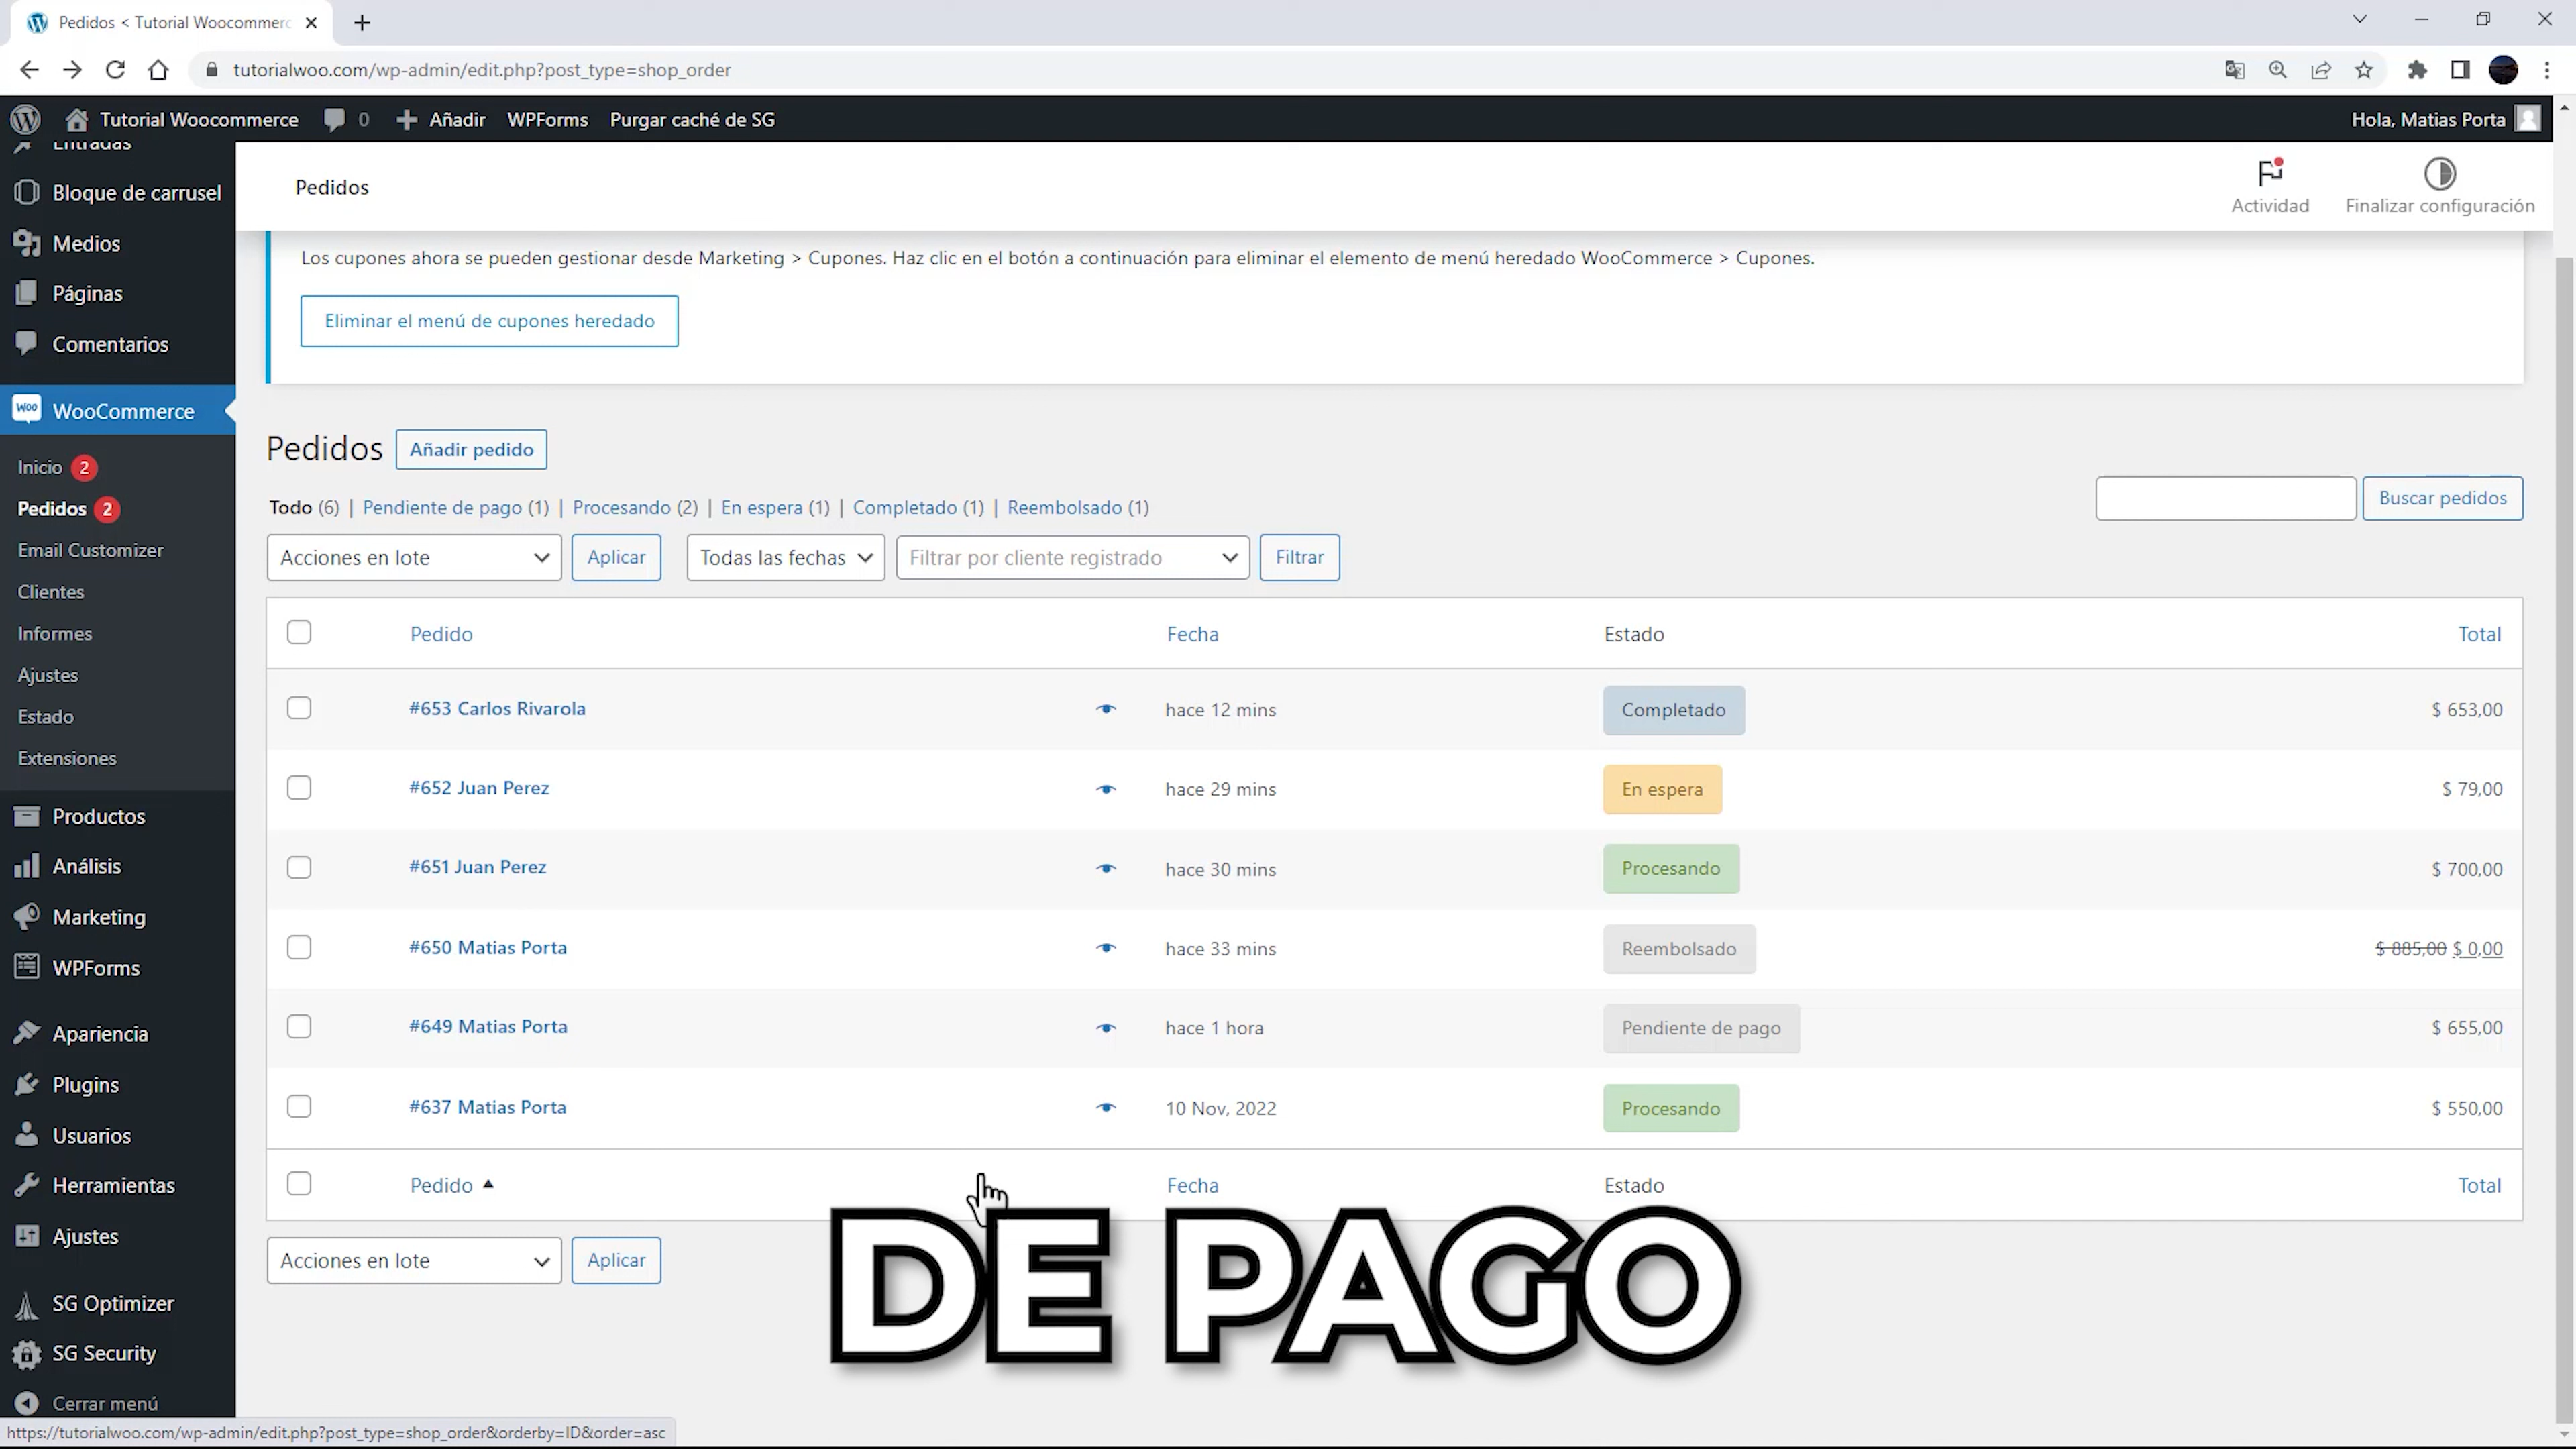 Pedidos < Tutorial Woocommerc
tutorialwoo.com/wp-admin/edit.php?post_type=shop_order
Tutorial Woocommerce 0 Añadir WPForms Purgar caché de SG Hola, Matias Porta
Entradas
Bloque de carrusel
Medios
Páginas
Comentarios
Woo WooCommerce
Inicio 2
Pedidos 2
Email Customizer
Clientes
Informes
Ajustes
Estado
Extensiones
Productos
Análisis
Marketing
WPForms
Apariencia
Plugins
Usuarios
Herramientas
Ajustes
SG Optimizer
SG Security
Cerrar menú
Pedidos
Actividad
Finalizar configuración
Los cupones ahora se pueden gestionar desde Marketing > Cupones. Haz clic en el botón a continuación para eliminar el elemento de menú heredado WooCommerce > Cupones.
Eliminar el menú de cupones heredado
Pedidos Añadir pedido
Todo (6) | Pendiente de pago (1) | Procesando (2) | En espera (1) | Completado (1) | Reembolsado (1)
Buscar pedidos
Acciones en lote Aplicar Todas las fechas Filtrar por cliente registrado Filtrar
Pedido Fecha Estado Total
#653 Carlos Rivarola hace 12 mins Completado $ 653,00
#652 Juan Perez hace 29 mins En espera $ 79,00
#651 Juan Perez hace 30 mins Procesando $ 700,00
#650 Matias Porta hace 33 mins Reembolsado $ 885,00 $ 0,00
#649 Matias Porta hace 1 hora Pendiente de pago $ 655,00
#637 Matias Porta 10 Nov, 2022 Procesando $ 550,00
Pedido Fecha Estado Total
Acciones en lote Aplicar
DE PAGO
https://tutorialwoo.com/wp-admin/edit.php?post_type=shop_order&orderby=ID&order=asc